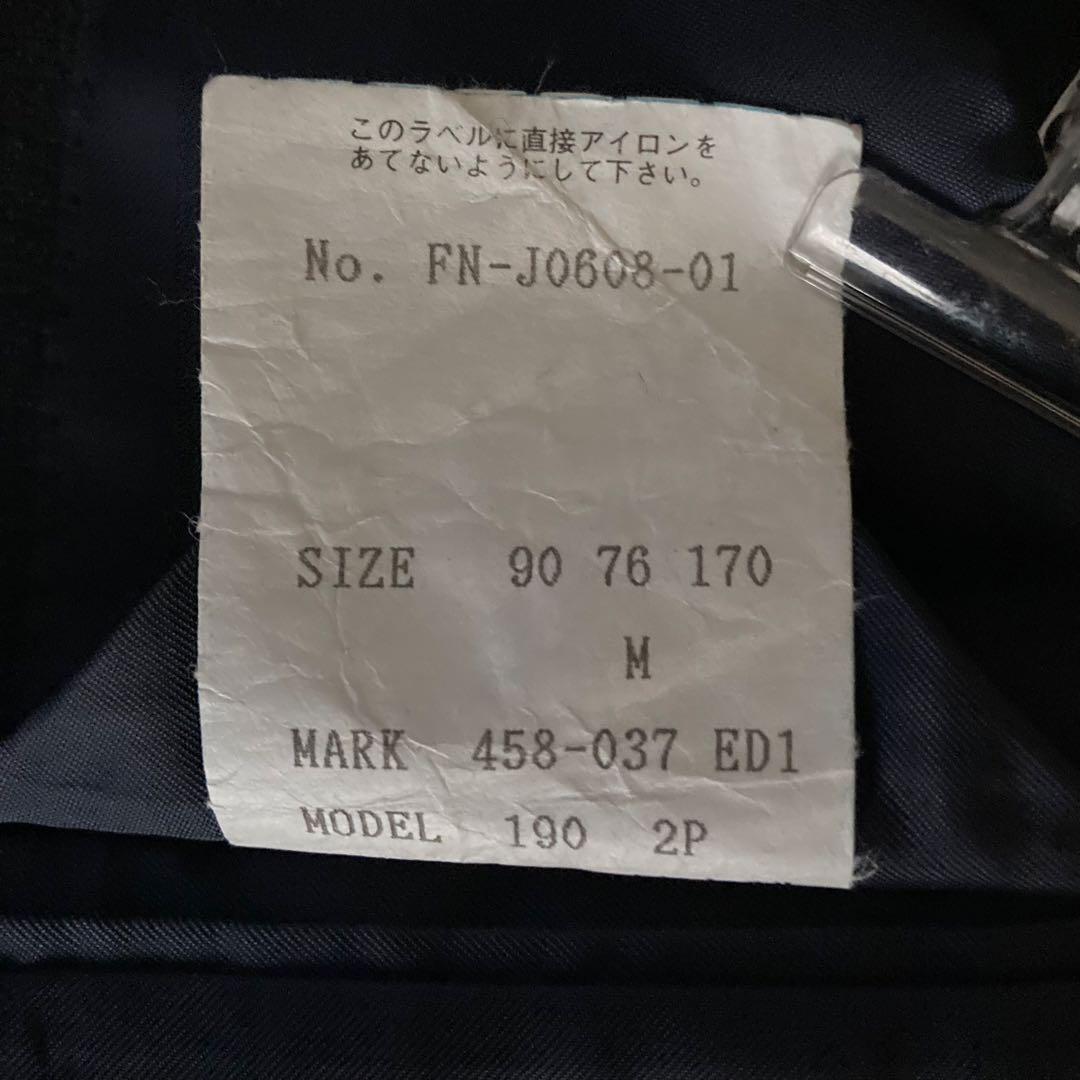 このラベルに直接アイロンを
あてないようにして下さい。
No. FN-J0608-01
SIZE 90 76 170
M
MARK 458-037 ED1
MODEL 190 2P